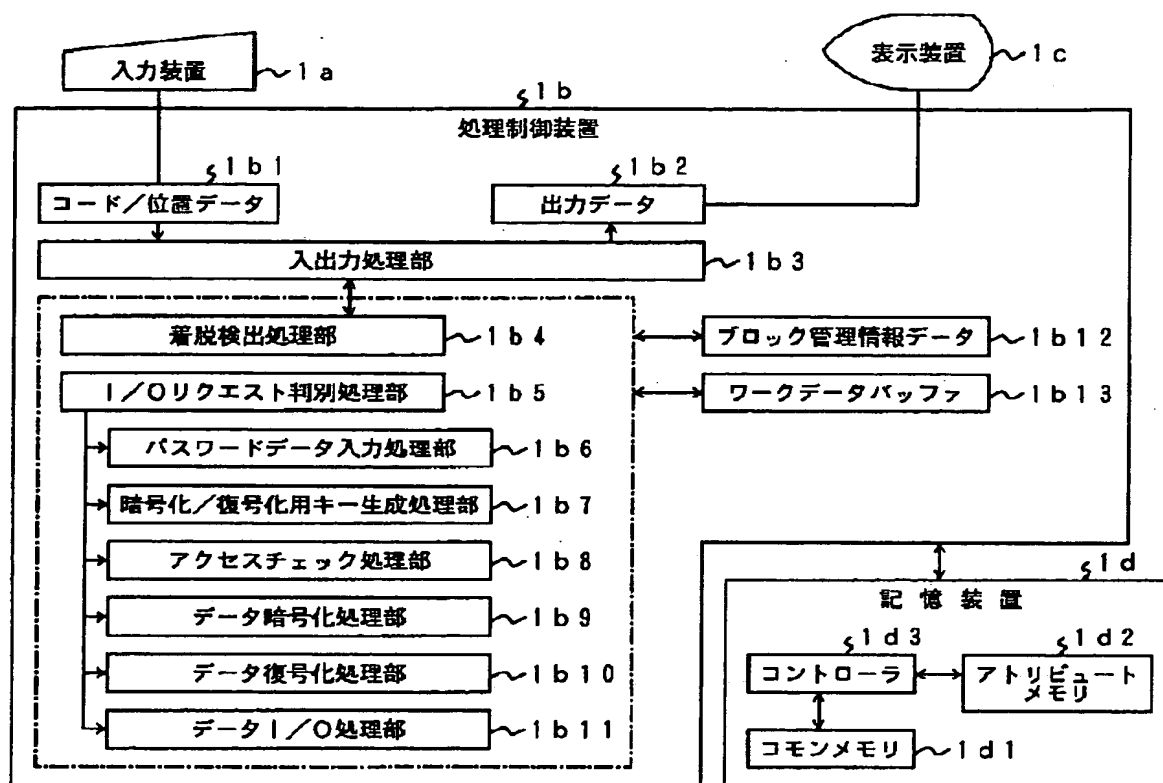 入力装置 1a
表示装置 1c
1b
処理制御装置
1b1
コード/位置データ
1b2
出力データ
入出力処理部 1b3
着脱検出処理部 1b4
ブロック管理情報データ 1b12
I/Oリクエスト判別処理部 1b5
ワークデータバッファ 1b13
パスワードデータ入力処理部 1b6
暗号化/復号化用キー生成処理部 1b7
アクセスチェック処理部 1b8
データ暗号化処理部 1b9
データ復号化処理部 1b10
データI/O処理部 1b11
1d
記憶装置
1d3
コントローラ
1d2
アトリビュート
メモリ
コモンメモリ 1d1